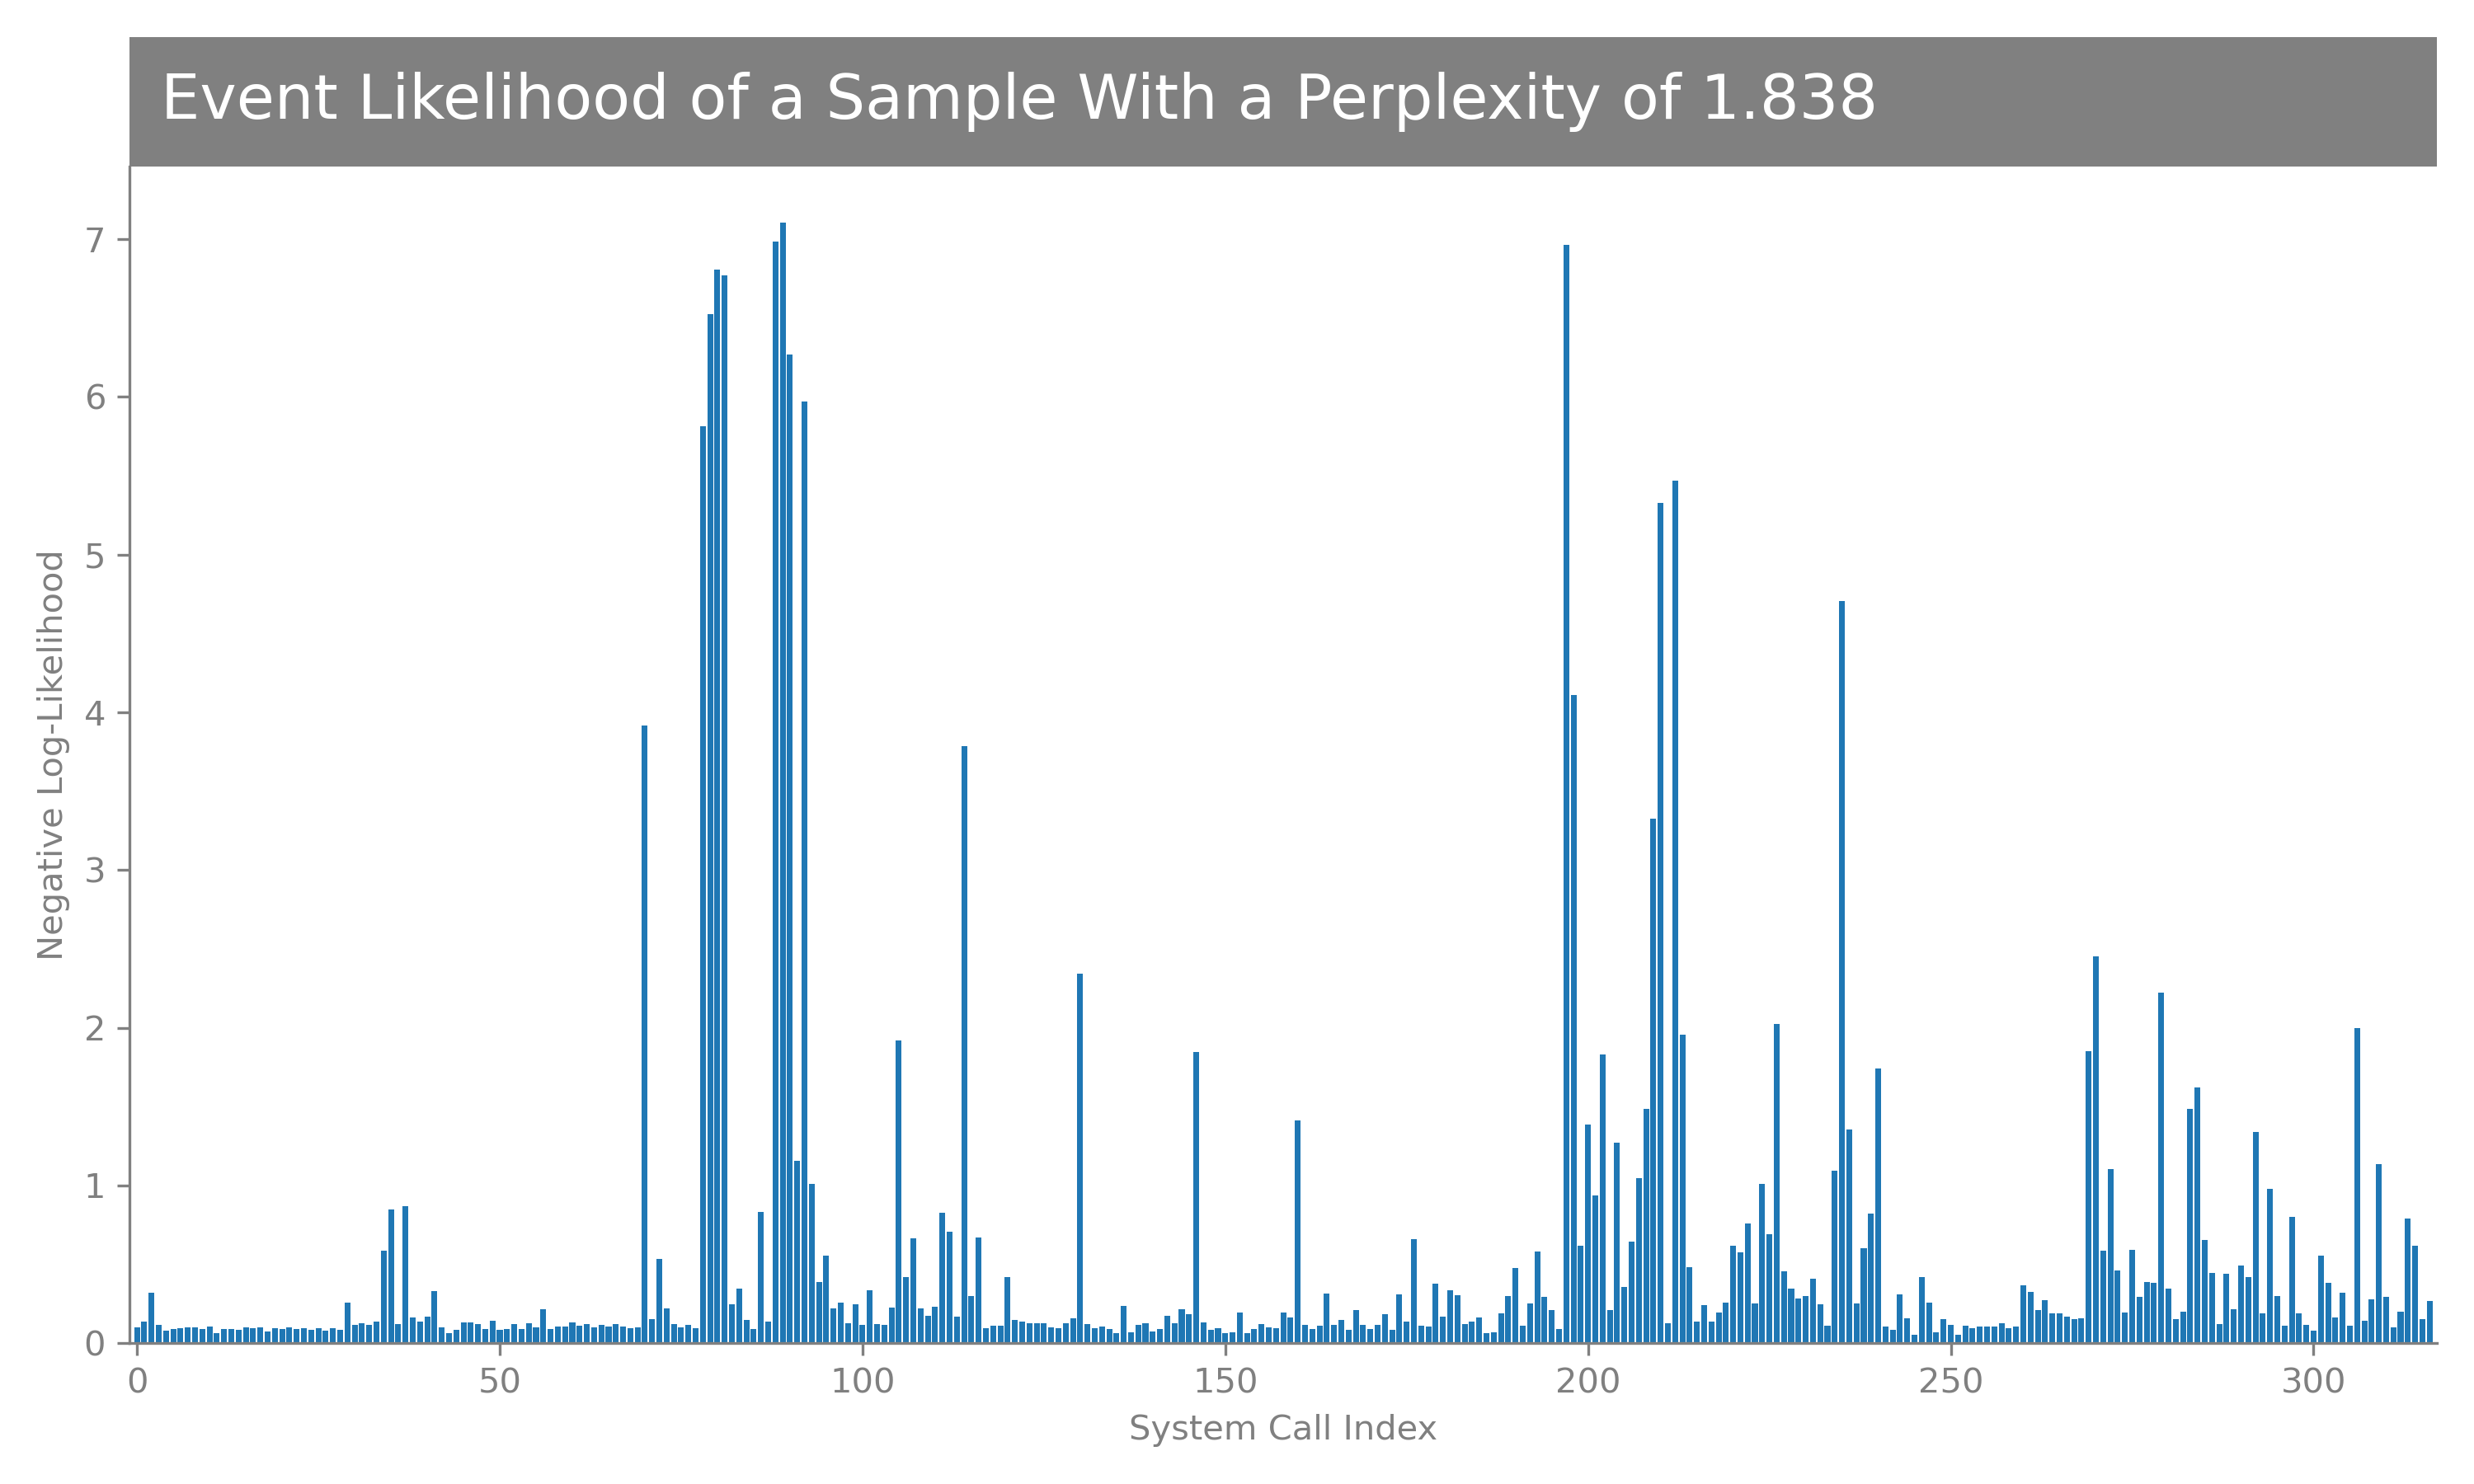 Event Likelihood of a Sample With a Perplexity of 1.838
Negative Log-Likelihood
7
6
5
4
3
2
1
0
0 50 100 150 200 250 300
System Call Index